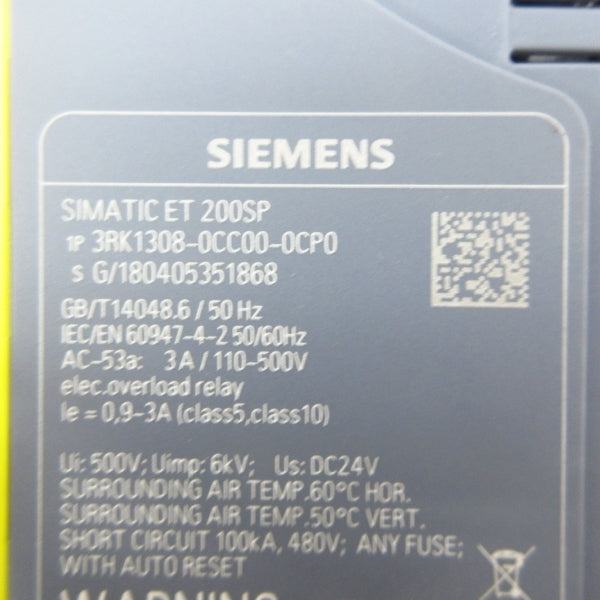 SIEMENS
SIMATIC ET 200SP
1P 3RK1308-0CC00-0CP0
S G/180405351868
GB/T14048.6 / 50 Hz
IEC/EN 60947-4-2 50/60Hz
AC-53a: 3 A / 110-500V
elec.overload relay
Ie = 0,9-3A (class5,class10)
Ui: 500V; Uimp: 6kV; Us: DC24V
SURROUNDING AIR TEMP.60°C HOR.
SURROUNDING AIR TEMP.50°C VERT.
SHORT CIRCUIT 100kA, 480V; ANY FUSE;
WITH AUTO RESET
WARNING